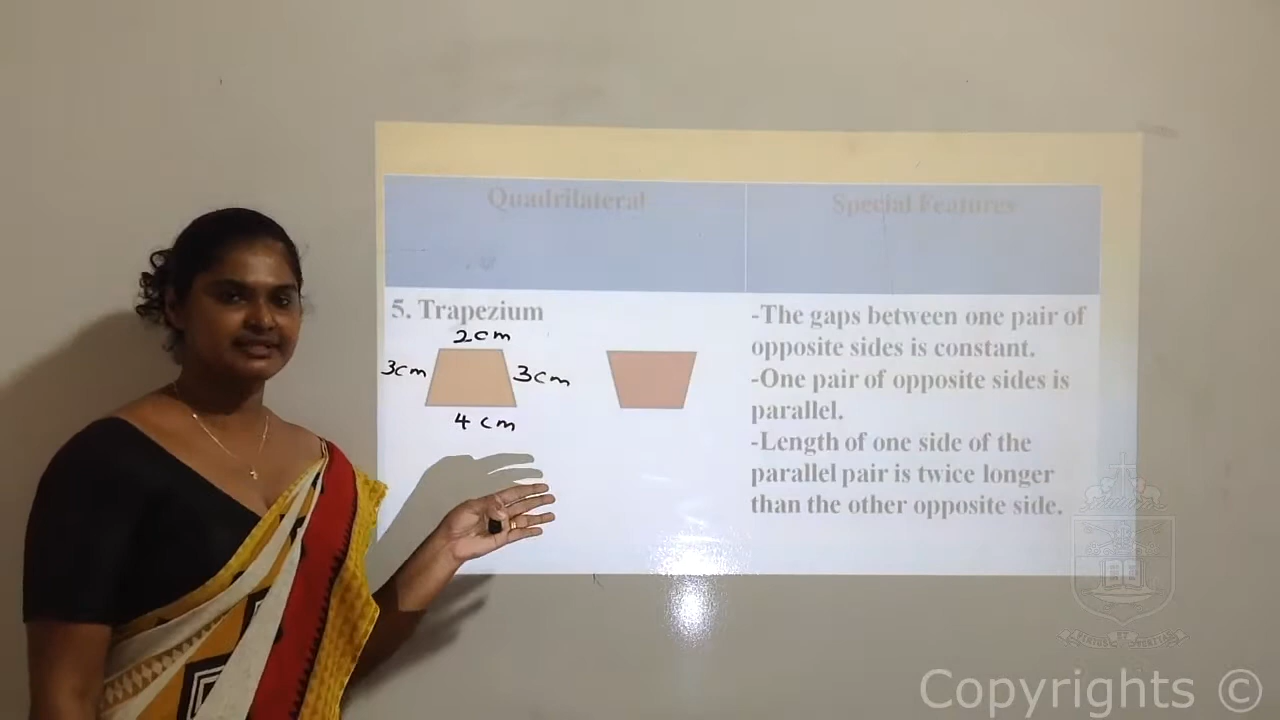 Quadrilateral
Special Features
5. Trapezium
2cm
3cm
3cm
4 cm
-The gaps between one pair of
opposite sides is constant.
-One pair of opposite sides is
parallel.
-Length of one side of the
parallel pair is twice longer
than the other opposite side.
Copyrights ©